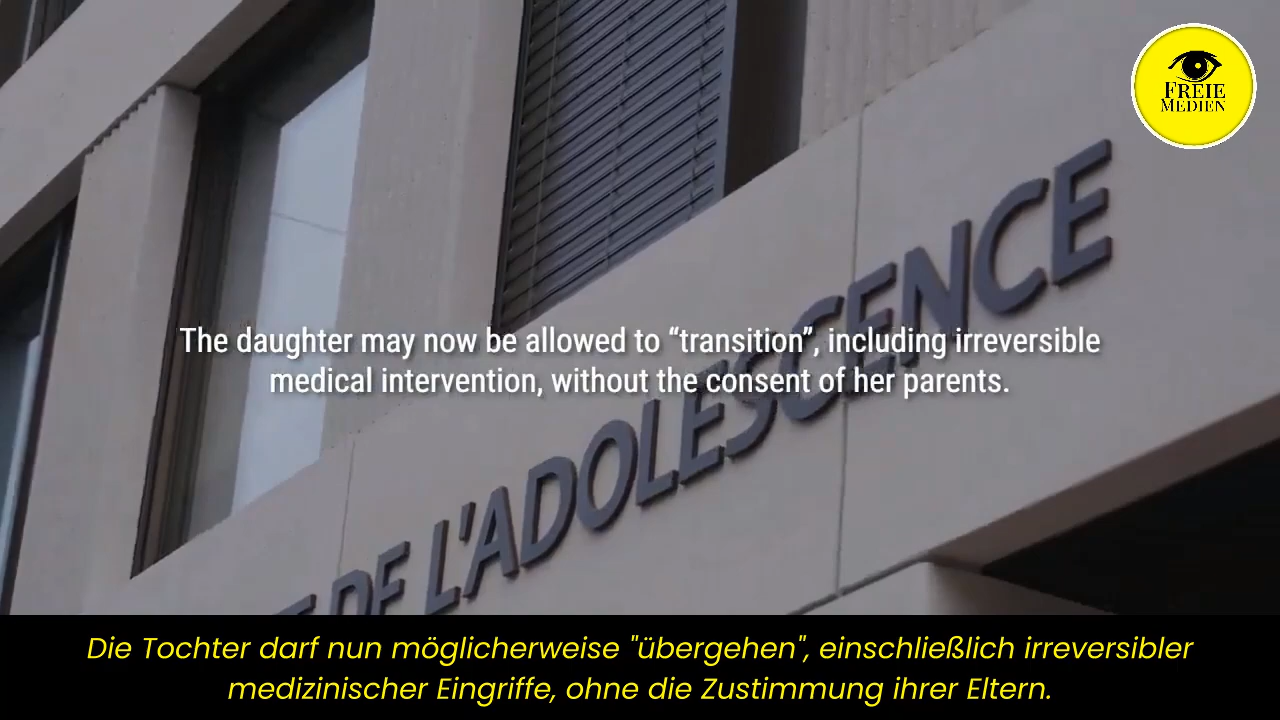 FREIE
MEDIEN
The daughter may now be allowed to “transition”, including irreversible
medical intervention, without the consent of her parents.
DE L'ADOLESCENCE
Die Tochter darf nun möglicherweise "übergehen", einschließlich irreversibler
medizinischer Eingriffe, ohne die Zustimmung ihrer Eltern.